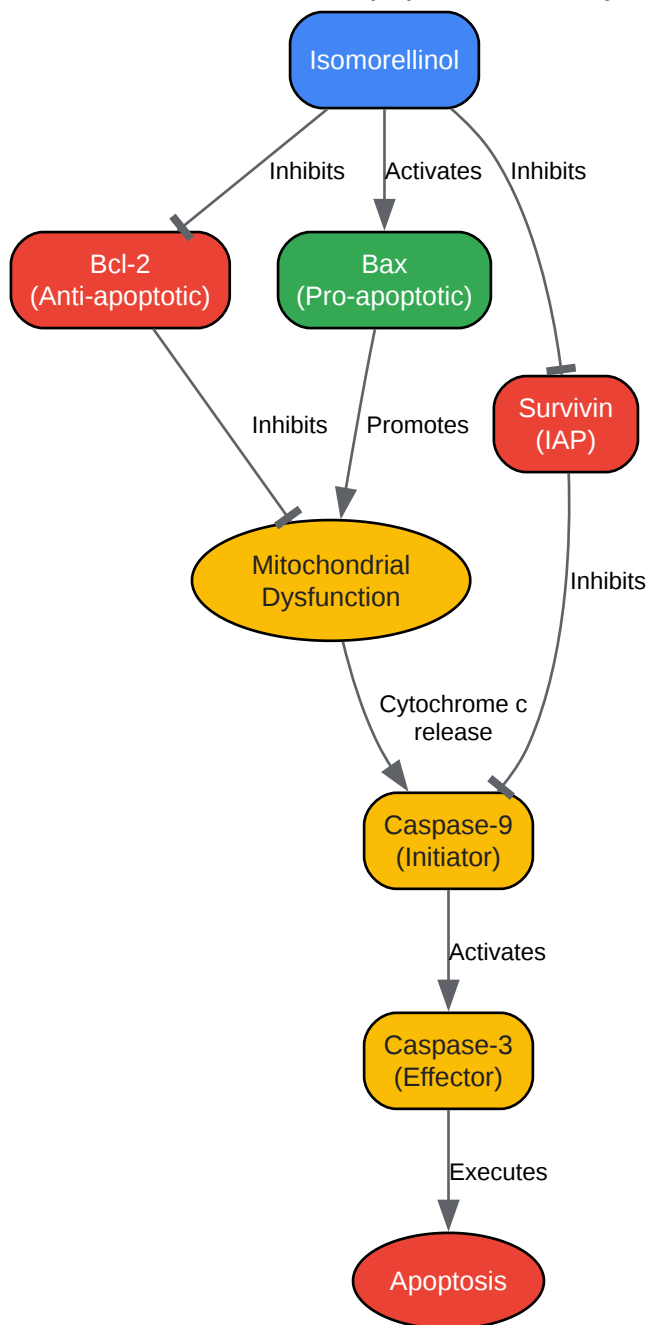 Isomorellinol
Inhibits
Activates
Inhibits
Bcl-2
(Anti-apoptotic)
Bax
(Pro-apoptotic)
Survivin
(IAP)
Inhibits
Promotes
Mitochondrial
Dysfunction
Inhibits
Cytochrome c
release
Caspase-9
(Initiator)
Activates
Caspase-3
(Effector)
Executes
Apoptosis